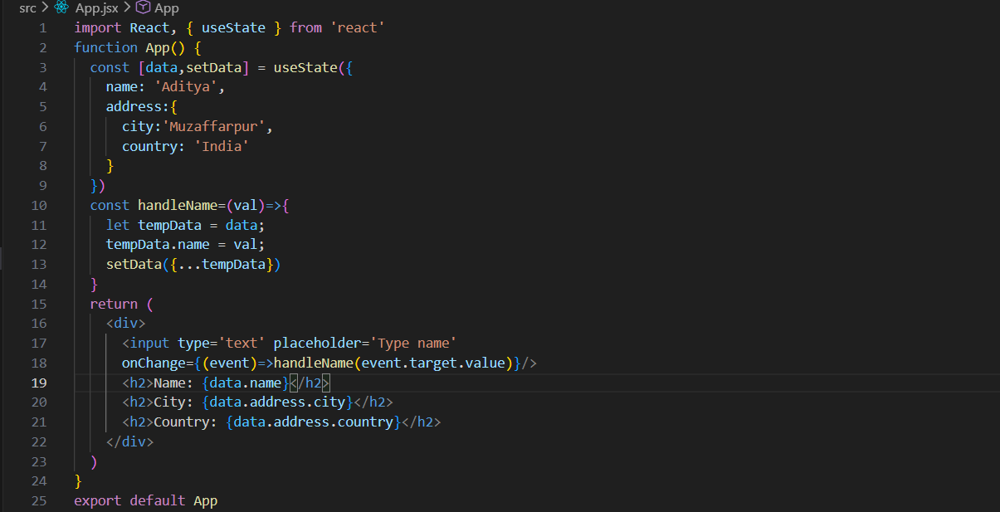 src > App.jsx > App
1 import React, { useState } from 'react'
2 function App() {
3   const [data,setData] = useState({
4     name: 'Aditya',
5     address:{
6       city:'Muzaffarpur',
7       country: 'India'
8     }
9   })
10   const handleName=(val)=>{
11     let tempData = data;
12     tempData.name = val;
13     setData({...tempData})
14   }
15   return (
16     <div>
17       <input type='text' placeholder='Type name'
18       onChange={(event)=>handleName(event.target.value)}/>
19       <h2>Name: {data.name}</h2>
20       <h2>City: {data.address.city}</h2>
21       <h2>Country: {data.address.country}</h2>
22     </div>
23   )
24 }
25 export default App